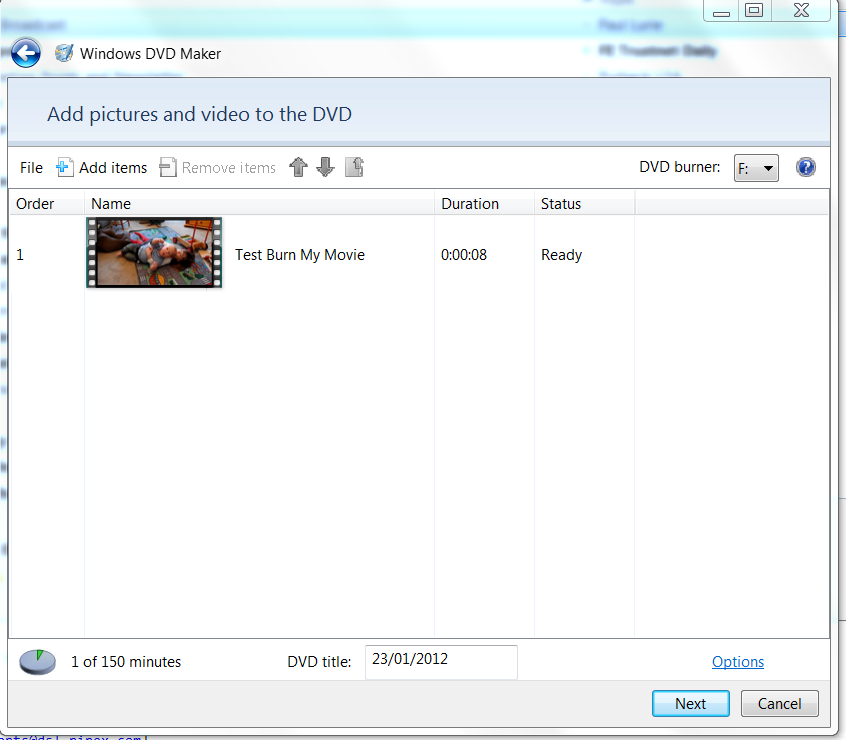 Windows DVD Maker
Add pictures and video to the DVD
File Add items Remove items DVD burner: F:
Order Name Duration Status
1 Test Burn My Movie 0:00:08 Ready
1 of 150 minutes DVD title: 23/01/2012 Options
Next Cancel